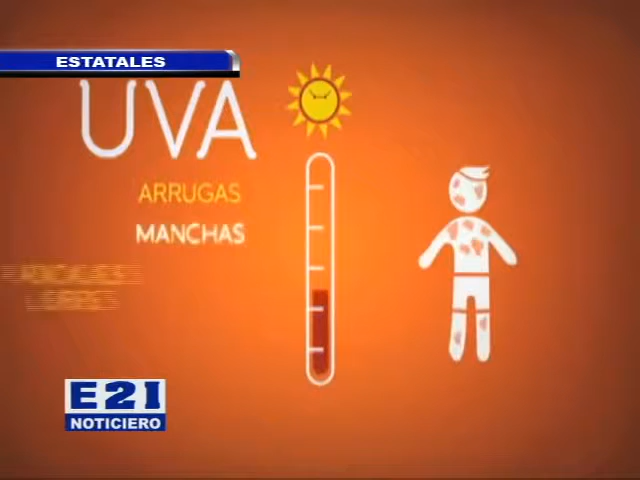 ESTATALES
UVA
ARRUGAS
MANCHAS
E21
NOTICIERO